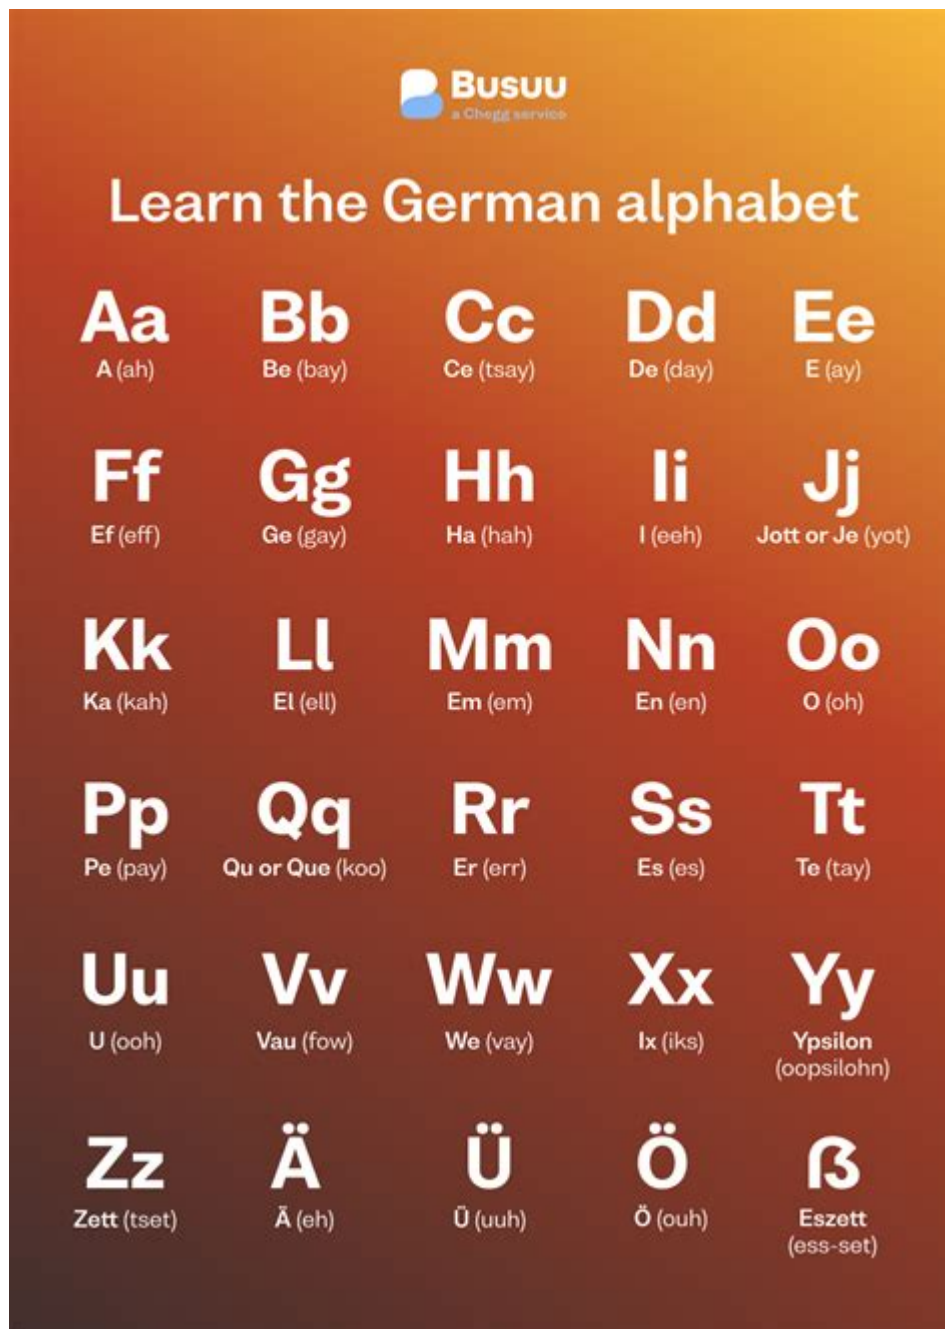 Busuu
a Chegg service
Learn the German alphabet
Aa Bb Cc Dd Ee
A (ah) Be (bay) Ce (tsay) De (day) E (ay)
Ff Gg Hh Ii Jj
Ef (eff) Ge (gay) Ha (hah) I (eeh) Jott or Je (yot)
Kk Ll Mm Nn Oo
Ka (kah) El (ell) Em (em) En (en) O (oh)
Pp Qq Rr Ss Tt
Pe (pay) Qu or Que (koo) Er (err) Es (es) Te (tay)
Uu Vv Ww Xx Yy
U (ooh) Vau (fow) We (vay) Ix (iks) Ypsilon
(oopsilohn)
Zz Ä Ü Ö ß
Zett (tset) Ä (eh) Ü (uuh) Ö (ouh) Eszett
(ess-set)